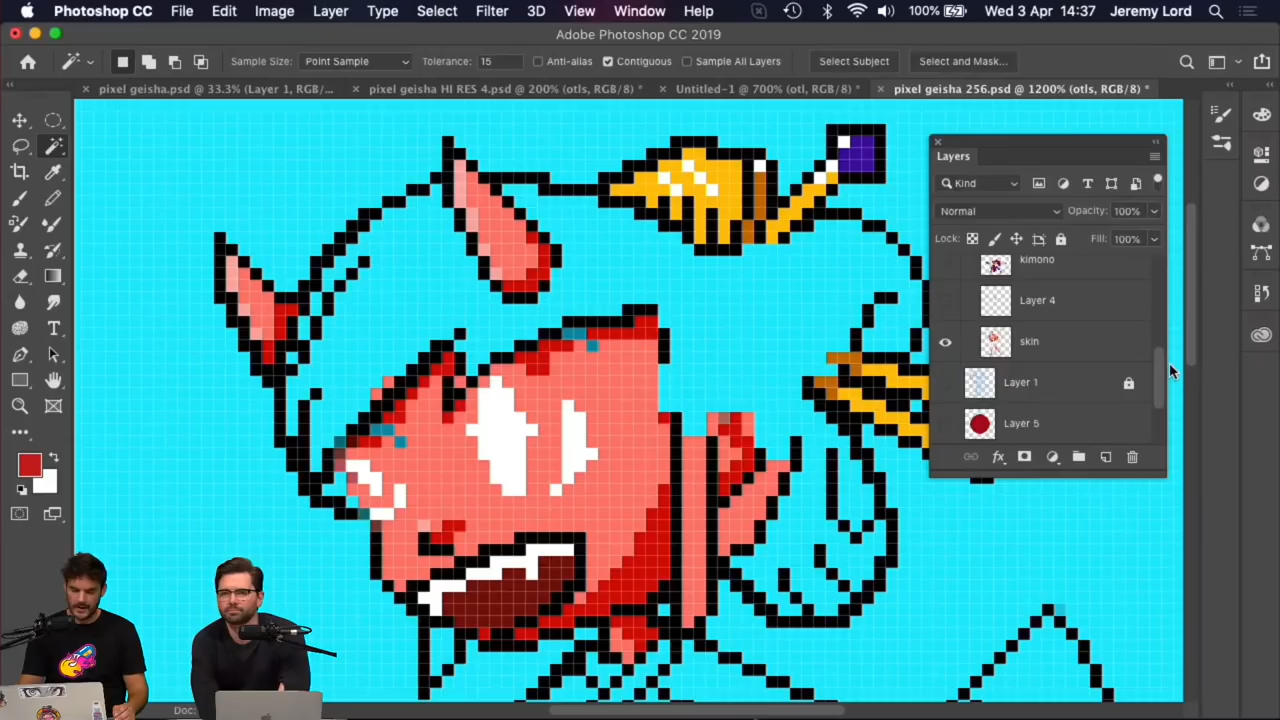 Photoshop CC File Edit Image Layer Type Select Filter 3D View Window Help 100% Wed 3 Apr 14:37 Jeremy Lord
Adobe Photoshop CC 2019
Sample Size: Point Sample Tolerance: 15 Anti-alias Contiguous Sample All Layers Select Subject Select and Mask...
pixel geisha.psd @ 33.3% (Layer 1, RGB/... pixel geisha HI RES 4.psd @ 200% (otls, RGB/8) * Untitled-1 @ 700% (otl, RGB/8) * pixel geisha 256.psd @ 1200% (otls, RGB/8) *
Layers
Kind
Normal Opacity: 100%
Lock: Fill: 100%
kimono
Layer 4
skin
Layer 1
Layer 5
fx
Doc: